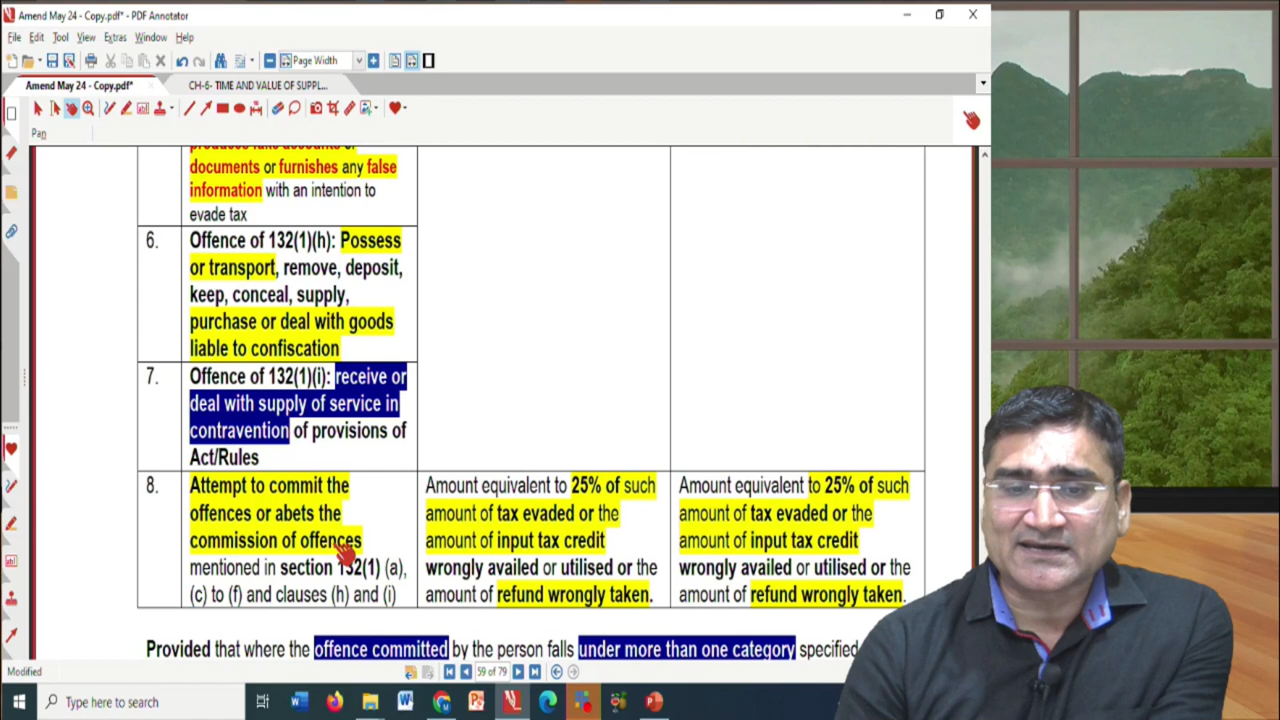 Amend May 24 - Copy.pdf* - PDF Annotator
File Edit Tool View Extras Window Help
Page Width
Amend May 24 - Copy.pdf*
CH-6- TIME AND VALUE OF SUPPL...
Pan
produces fake accounts or
documents or furnishes any false
information with an intention to
evade tax
6. Offence of 132(1)(h): Possess
or transport, remove, deposit,
keep, conceal, supply,
purchase or deal with goods
liable to confiscation
7. Offence of 132(1)(i): receive or
deal with supply of service in
contravention of provisions of
Act/Rules
8. Attempt to commit the
offences or abets the
commission of offences
mentioned in section 132(1) (a),
(c) to (f) and clauses (h) and (i)
Amount equivalent to 25% of such
amount of tax evaded or the
amount of input tax credit
wrongly availed or utilised or the
amount of refund wrongly taken.
Amount equivalent to 25% of such
amount of tax evaded or the
amount of input tax credit
wrongly availed or utilised or the
amount of refund wrongly taken.
Provided that where the offence committed by the person falls under more than one category specified
Modified
59 of 79
Type here to search